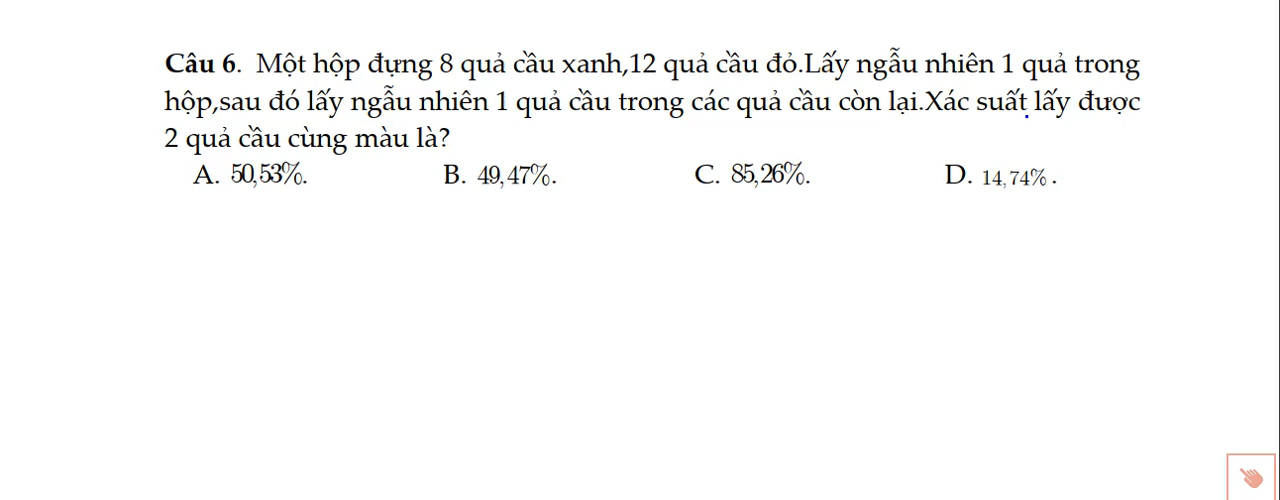 Câu 6. Một hộp đựng 8 quả cầu xanh,12 quả cầu đỏ.Lấy ngẫu nhiên 1 quả trong
hộp,sau đó lấy ngẫu nhiên 1 quả cầu trong các quả cầu còn lại.Xác suất lấy được
2 quả cầu cùng màu là?
A. 50,53%. B. 49,47%. C. 85,26%. D. 14,74% .